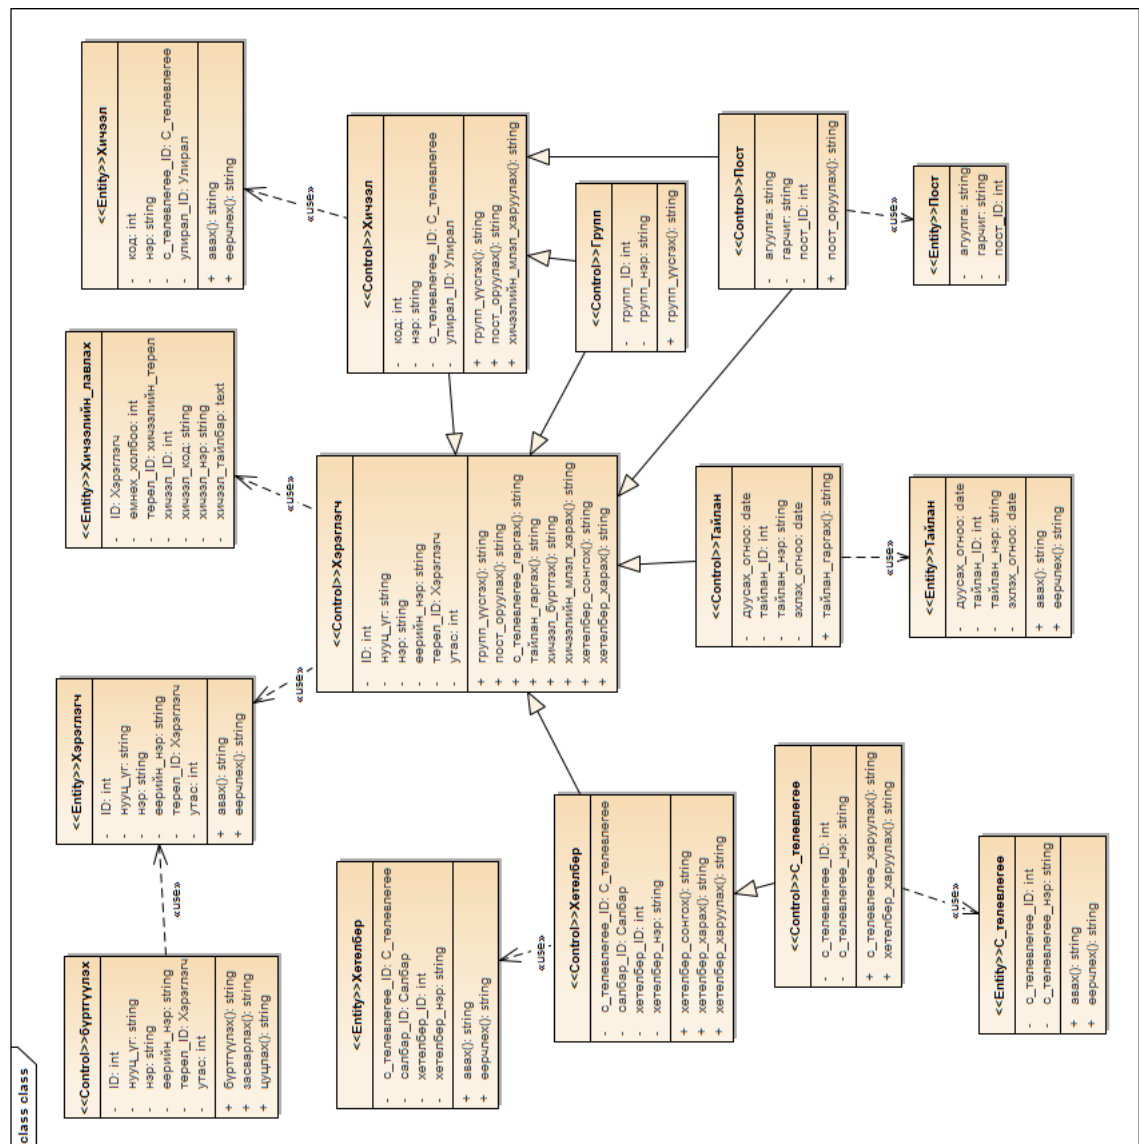 class class
<<Control>>бүртгүүлэх
- ID: int
- нууц_үг: string
- нэр: string
- өөрийн_нэр: string
- төрөл_ID: Хэрэглэгч
- утас: int
+ бүртгүүлэх(): string
+ засварлах(): string
+ цуцлах(): string
«use»
<<Entity>>Хэрэглэгч
- ID: int
- нууц_үг: string
- нэр: string
- өөрийн_нэр: string
- төрөл_ID: Хэрэглэгч
- утас: int
+ авах(): string
+ өөрчлөх(): string
«use»
<<Entity>>Хичээлийн_лавлах
- ID: Хэрэглэгч
- өмнөх_холбоо: int
- төрөл_ID: хичээлийн_төрөл
- хичээл_ID: int
- хичээл_код: string
- хичээл_нэр: string
- хичээл_тайлбар: text
«use»
<<Entity>>Хичээл
- код: int
- нэр: string
- с_төлөвлөгөө_ID: С_төлөвлөгөө
- улирал_ID: Улирал
+ авах(): string
+ өөрчлөх(): string
«use»
<<Entity>>Хөтөлбөр
- с_төлөвлөгөө_ID: С_төлөвлөгөө
- салбар_ID: Салбар
- хөтөлбөр_ID: int
- хөтөлбөр_нэр: string
+ авах(): string
+ өөрчлөх(): string
«use»
<<Control>>Хэрэглэгч
- ID: int
- нууц_үг: string
- нэр: string
- өөрийн_нэр: string
- төрөл_ID: Хэрэглэгч
- утас: int
+ групп_үүсгэх(): string
+ пост_оруулах(): string
+ с_төлөвлөгөө_гаргах(): string
+ тайлан_гаргах(): string
+ хичээл_бүртгэх(): string
+ хичээлийн_млэл_харах(): string
+ хөтөлбөр_сонгох(): string
+ хөтөлбөр_харах(): string
<<Control>>Хичээл
- код: int
- нэр: string
- с_төлөвлөгөө_ID: С_төлөвлөгөө
- улирал_ID: Улирал
+ групп_үүсгэх(): string
+ пост_оруулах(): string
+ хичээлийн_млэл_харуулах(): string
<<Control>>Хөтөлбөр
- с_төлөвлөгөө_ID: С_төлөвлөгөө
- салбар_ID: Салбар
- хөтөлбөр_ID: int
- хөтөлбөр_нэр: string
+ хөтөлбөр_сонгох(): string
+ хөтөлбөр_харах(): string
+ хөтөлбөр_харуулах(): string
<<Control>>Групп
- групп_ID: int
- групп_нэр: string
+ групп_үүсгэх(): string
<<Control>>С_төлөвлөгөө
- с_төлөвлөгөө_ID: int
- с_төлөвлөгөө_нэр: string
+ с_төлөвлөгөө_харуулах(): string
+ хөтөлбөр_харуулах(): string
«use»
<<Control>>Тайлан
- дуусах_огноо: date
- тайлан_ID: int
- тайлан_нэр: string
- эхлэх_огноо: date
+ тайлан_гаргах(): string
«use»
<<Control>>Пост
- агуулга: string
- гарчиг: string
- пост_ID: int
+ пост_оруулах(): string
«use»
<<Entity>>С_төлөвлөгөө
- с_төлөвлөгөө_ID: int
- с_төлөвлөгөө_нэр: string
+ авах(): string
+ өөрчлөх(): string
<<Entity>>Тайлан
- дуусах_огноо: date
- тайлан_ID: int
- тайлан_нэр: string
- эхлэх_огноо: date
+ авах(): string
+ өөрчлөх(): string
<<Entity>>Пост
- агуулга: string
- гарчиг: string
- пост_ID: int